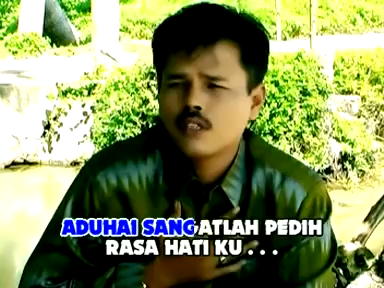 ADUHAI SANGATLAH PEDIH
RASA HATI KU . . .